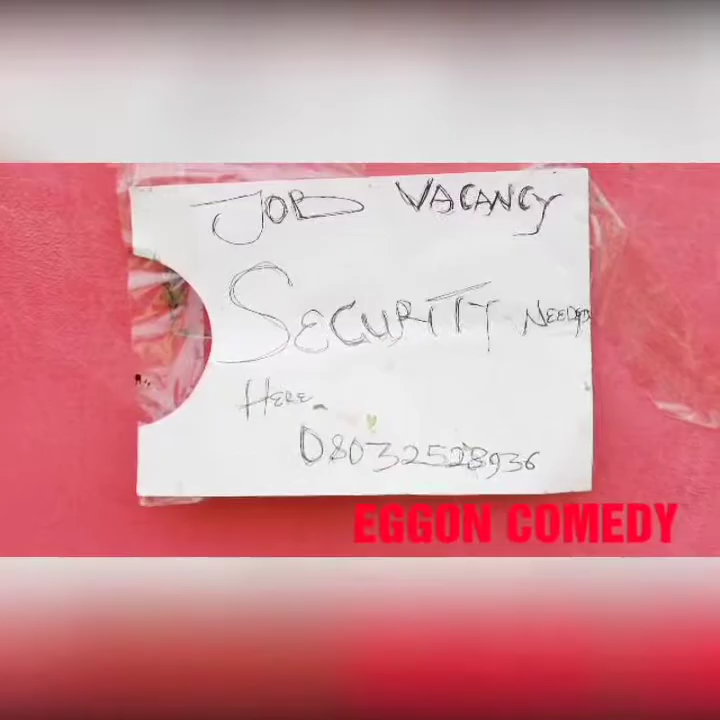 JOB VACANCY
SECURITY NEEDED
HERE.
08032528936
EGGON COMEDY